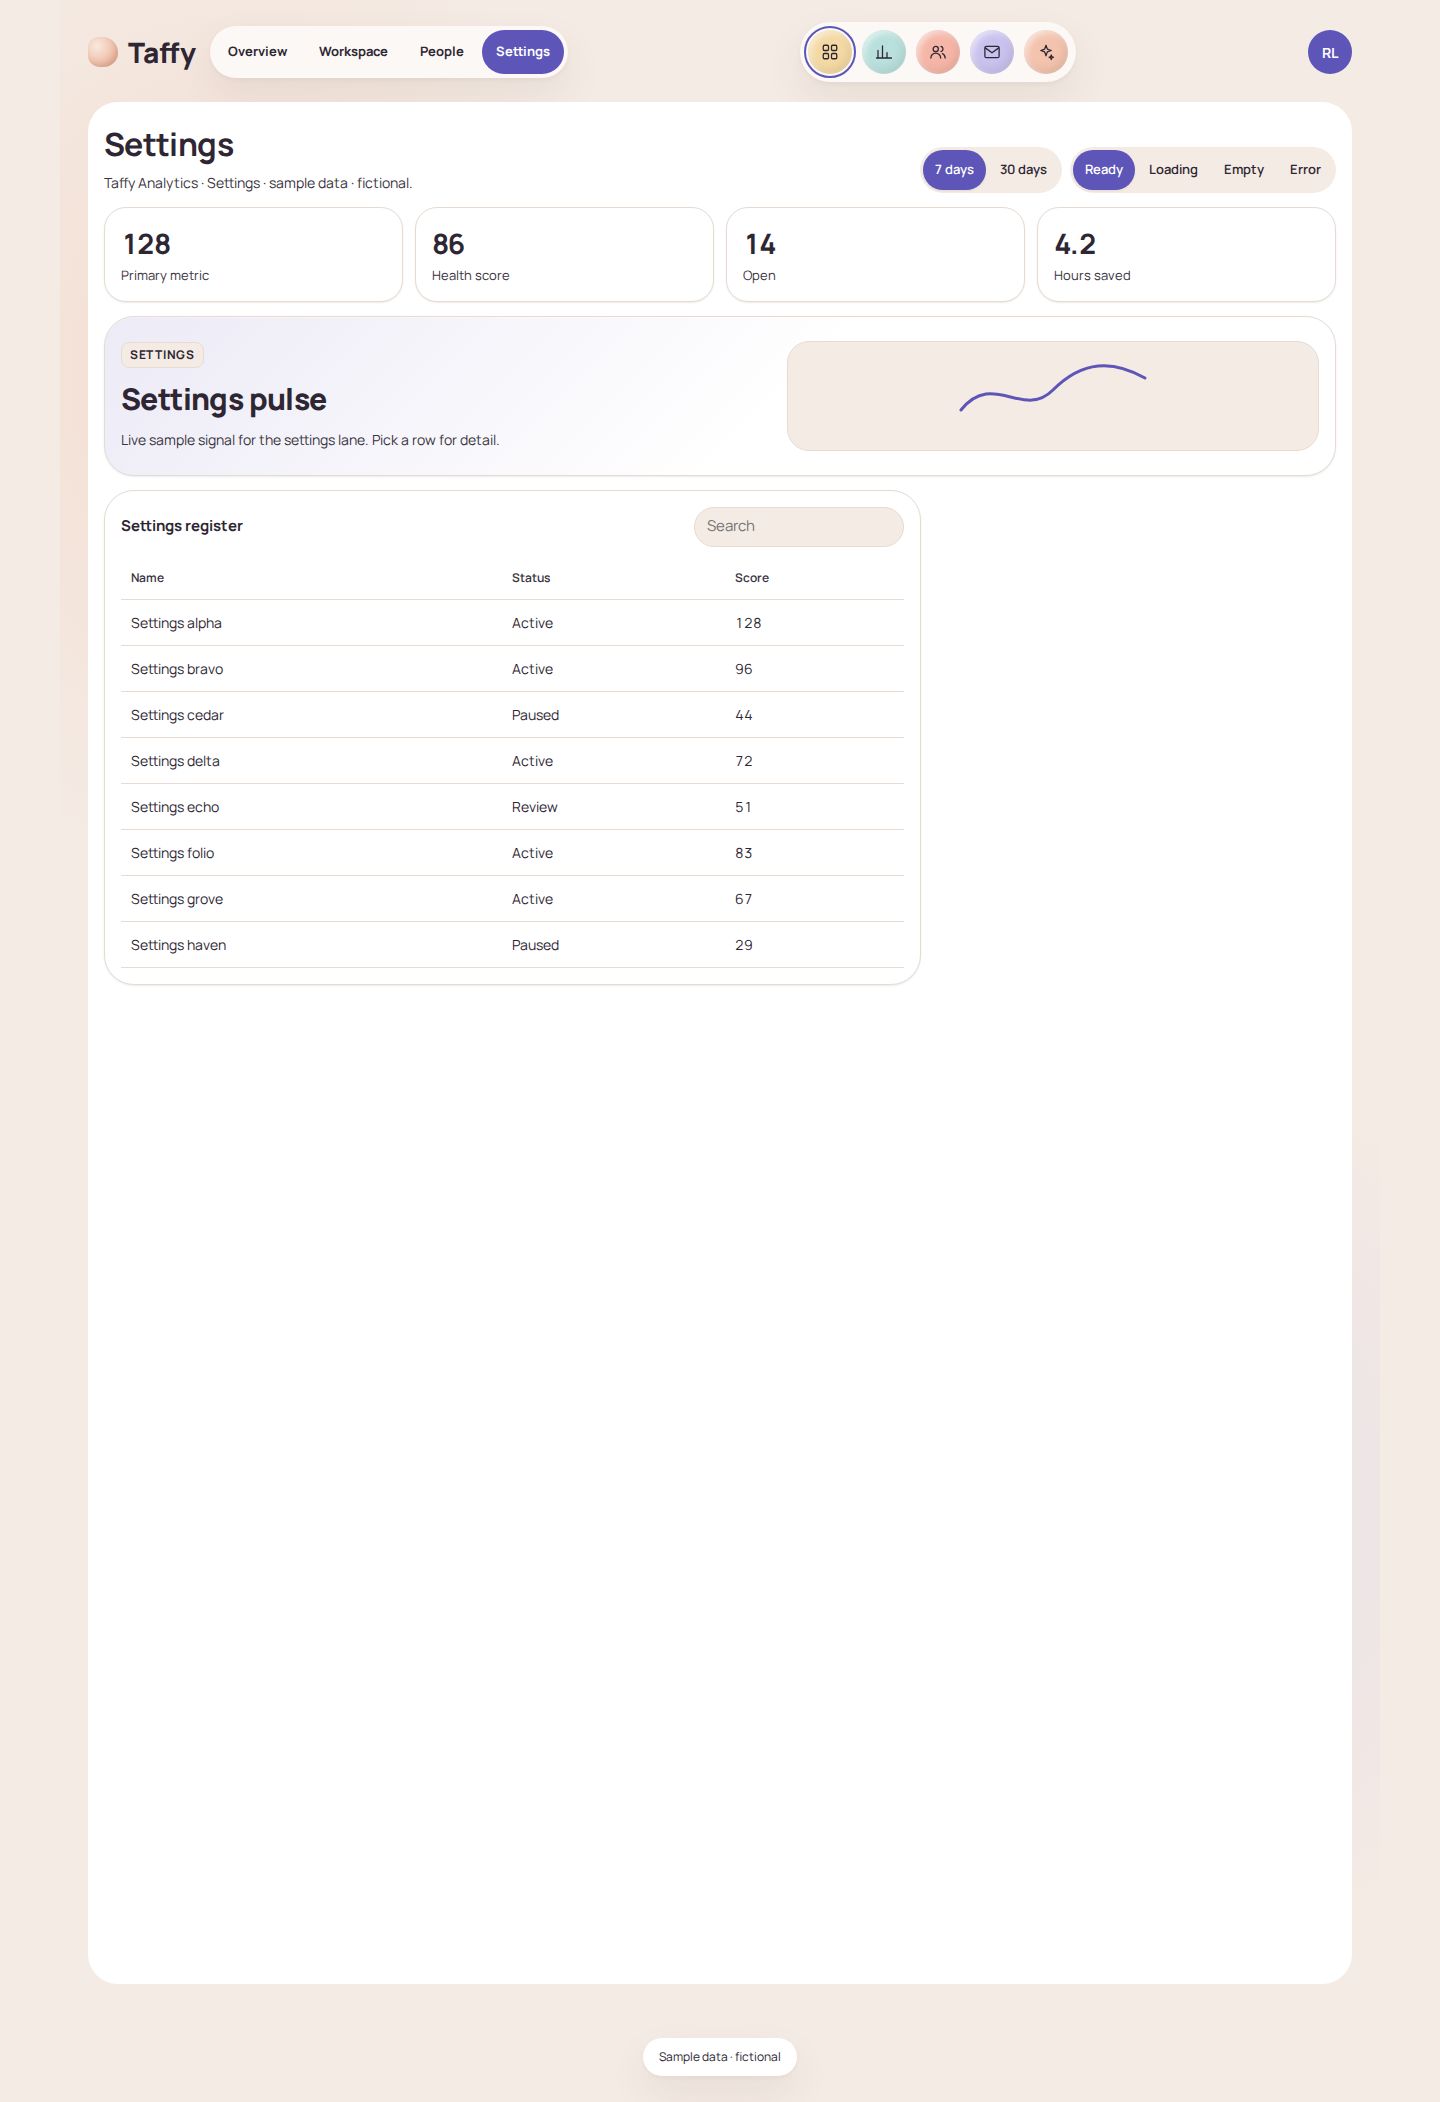 Taffy
Overview Workspace People Settings
RL
Settings
Taffy Analytics · Settings · sample data · fictional.
7 days 30 days
Ready Loading Empty Error
128
Primary metric
86
Health score
14
Open
4.2
Hours saved
SETTINGS
Settings pulse
Live sample signal for the settings lane. Pick a row for detail.
Settings register
Search
Name Status Score
Settings alpha Active 128
Settings bravo Active 96
Settings cedar Paused 44
Settings delta Active 72
Settings echo Review 51
Settings folio Active 83
Settings grove Active 67
Settings haven Paused 29
Sample data · fictional